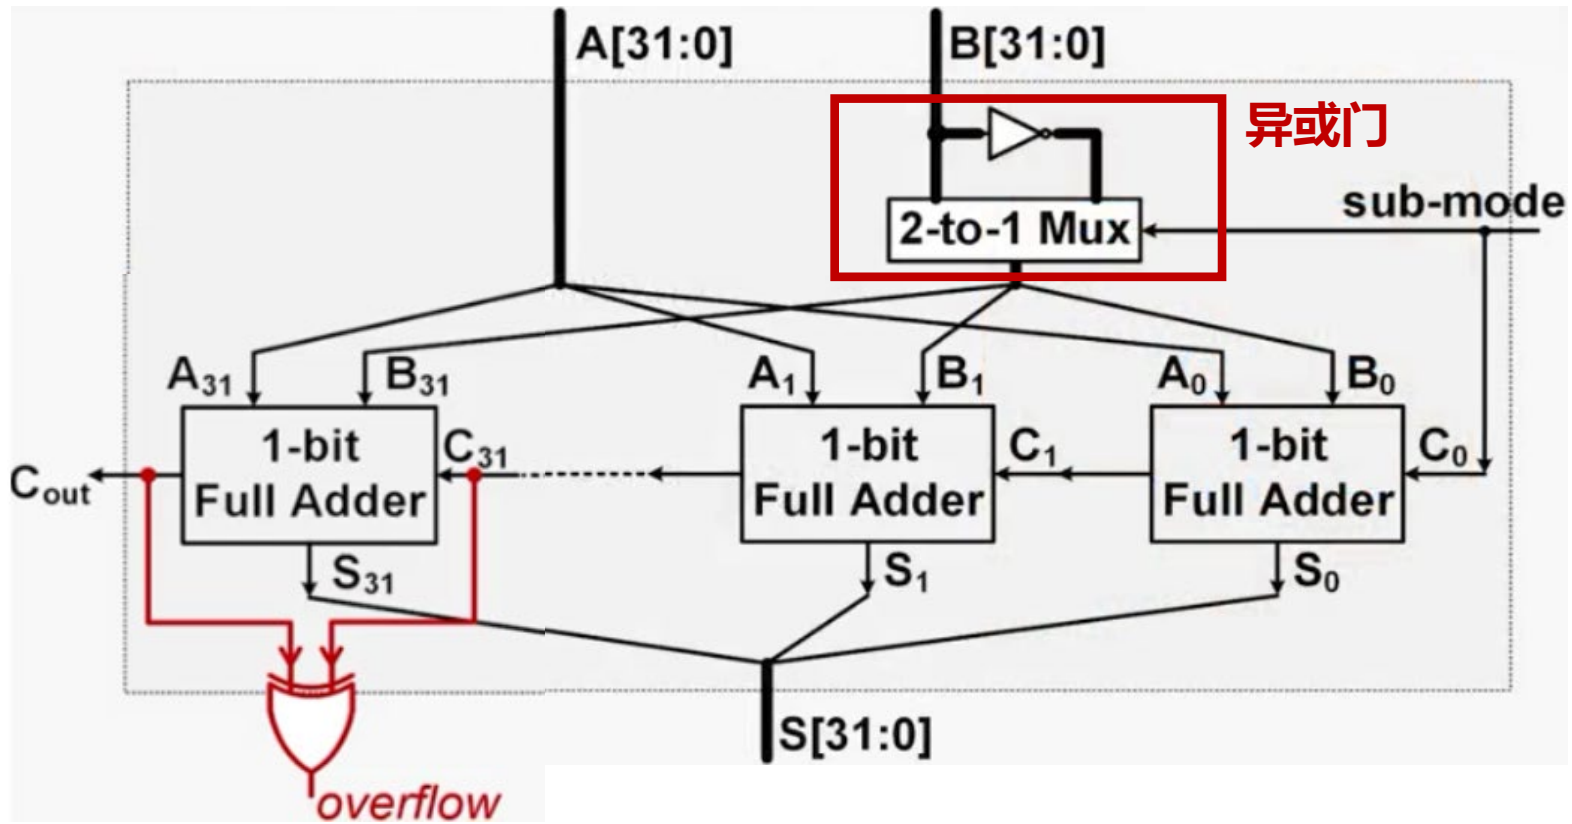 A[31:0]
B[31:0]
异或门
sub-mode
2-to-1 Mux
A31
B31
A1
B1
A0
B0
1-bit
Full Adder
C31
1-bit
Full Adder
C1
1-bit
Full Adder
C0
Cout
S31
S1
S0
S[31:0]
overflow